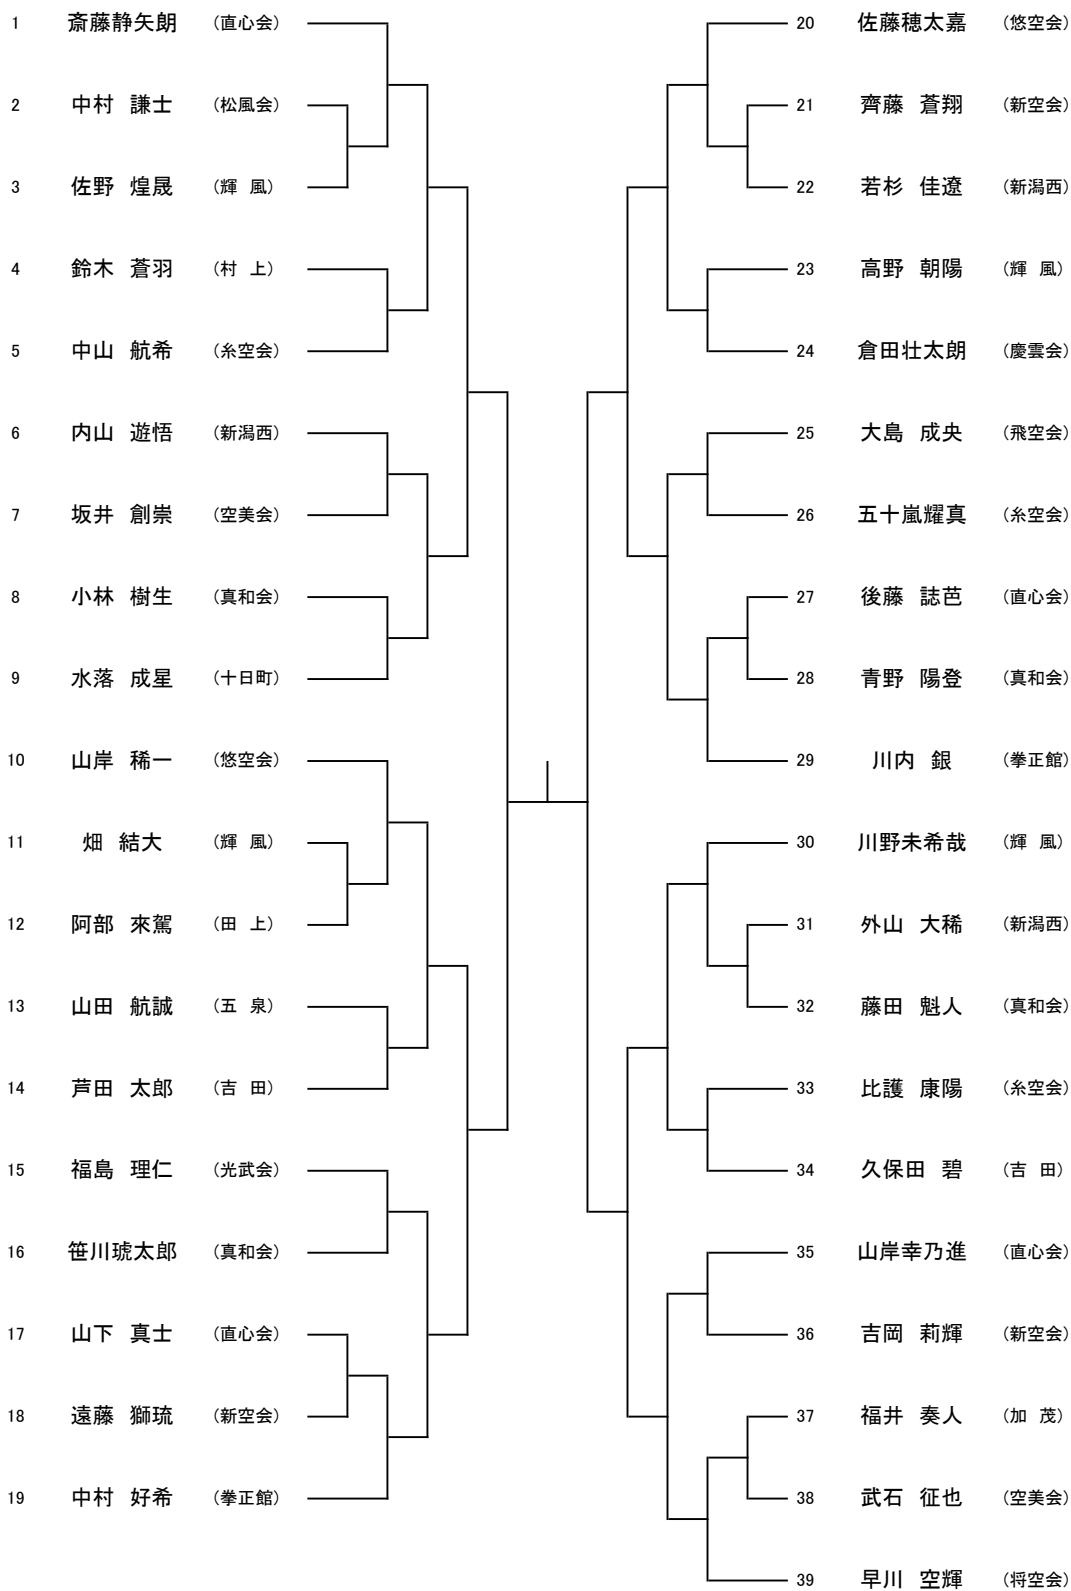 1 斎藤静矢朗 （直心会）
2 中村 謙士 （松風会）
3 佐野 煌晟 （輝 風）
4 鈴木 蒼羽 （村 上）
5 中山 航希 （糸空会）
6 内山 遊悟 （新潟西）
7 坂井 創崇 （空美会）
8 小林 樹生 （真和会）
9 水落 成星 （十日町）
10 山岸 稀一 （悠空会）
11 畑 結大 （輝 風）
12 阿部 來駕 （田 上）
13 山田 航誠 （五 泉）
14 芦田 太郎 （吉 田）
15 福島 理仁 （光武会）
16 笹川琥太郎 （真和会）
17 山下 真士 （直心会）
18 遠藤 獅琉 （新空会）
19 中村 好希 （拳正館）
20 佐藤穂太嘉 （悠空会）
21 齊藤 蒼翔 （新空会）
22 若杉 佳遼 （新潟西）
23 高野 朝陽 （輝 風）
24 倉田壮太朗 （慶雲会）
25 大島 成央 （飛空会）
26 五十嵐耀真 （糸空会）
27 後藤 誌芭 （直心会）
28 青野 陽登 （真和会）
29 川内 銀 （拳正館）
30 川野未希哉 （輝 風）
31 外山 大稀 （新潟西）
32 藤田 魁人 （真和会）
33 比護 康陽 （糸空会）
34 久保田 碧 （吉 田）
35 山岸幸乃進 （直心会）
36 吉岡 莉輝 （新空会）
37 福井 奏人 （加 茂）
38 武石 征也 （空美会）
39 早川 空輝 （将空会）